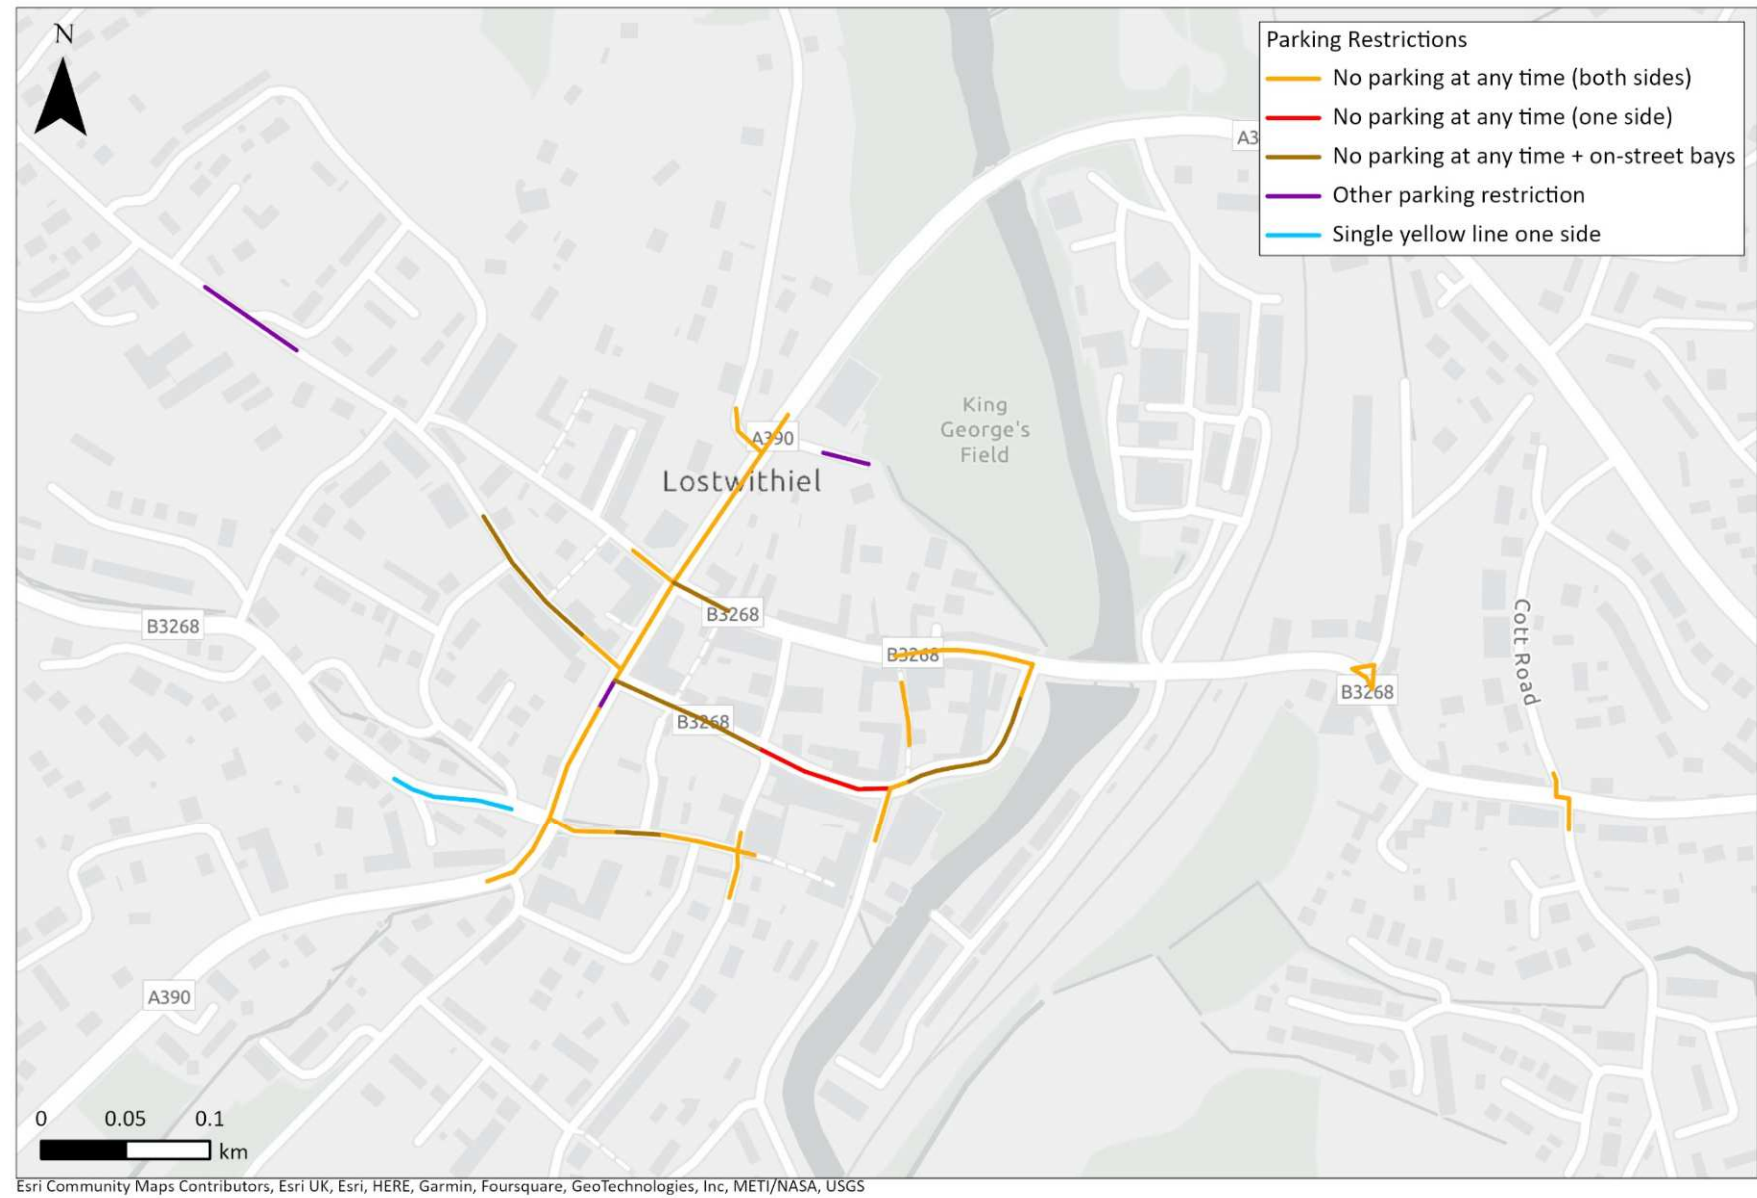 N
Parking Restrictions
No parking at any time (both sides)
No parking at any time (one side)
No parking at any time + on-street bays
Other parking restriction
Single yellow line one side
A3
King
George's
Field
A390
Lostwithiel
B3268
B3268
B3268
B3268
B3268
Cott Road
A390
0 0.05 0.1
km
Esri Community Maps Contributors, Esri UK, Esri, HERE, Garmin, Foursquare, GeoTechnologies, Inc, METI/NASA, USGS